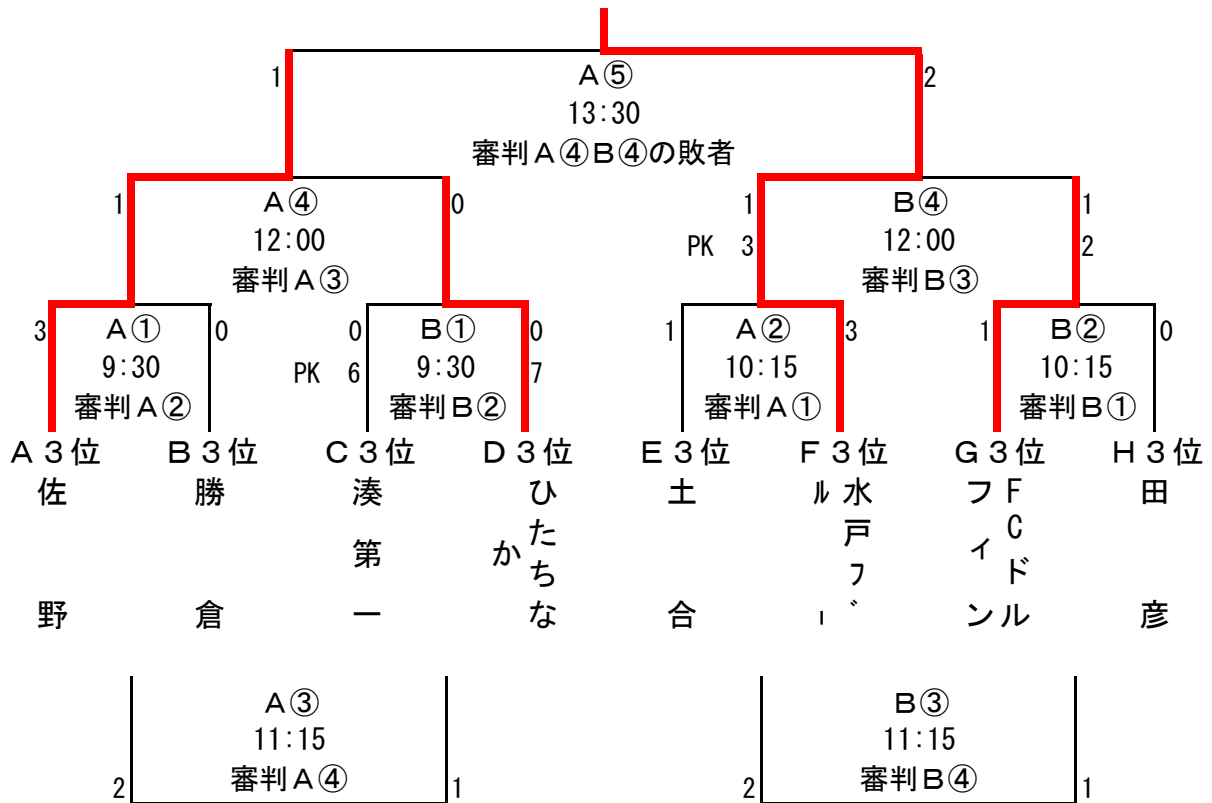 1 A⑤ 2
13:30
審判A④B④の敗者
1 A④ 0 1 B④ 1
12:00 PK 3 12:00 2
審判A③ 審判B③
3 A① 0 0 B① 0 1 A② 3 1 B② 0
9:30 PK 6 9:30 7 10:15 10:15
審判A② 審判B② 審判A① 審判B①
A3位 B3位 C3位 D3位 E3位 F3位 G3位 H3位
佐野
勝倉
湊第一
ひたちな
か
土合
水戸フ゛
ルー
FCドル
フィン
田彦
A③ B③
11:15 11:15
2 審判A④ 1 2 審判B④ 1